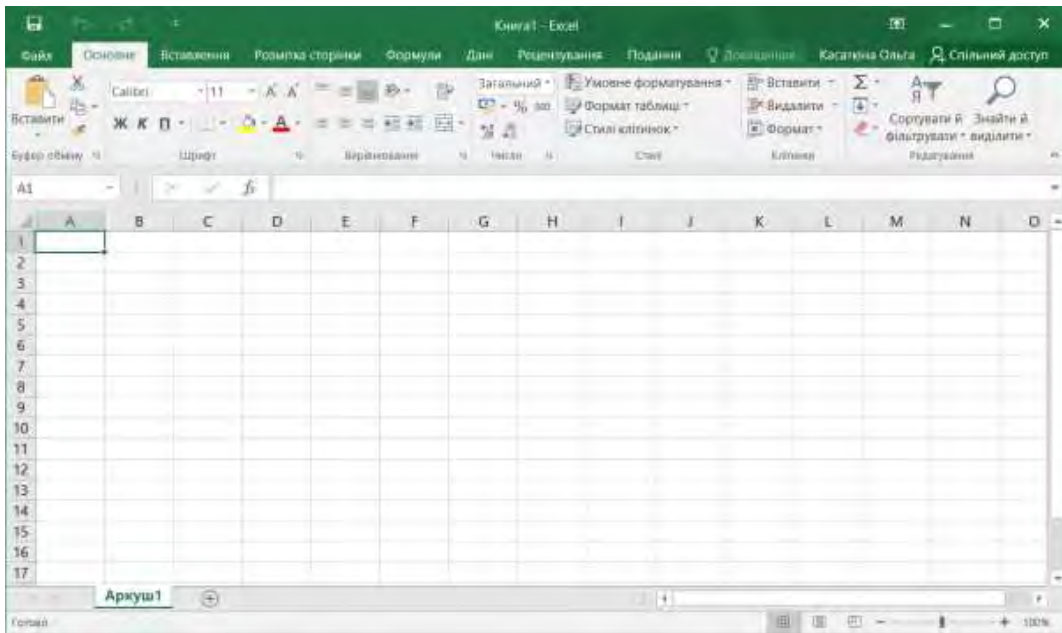 Книга1 - Excel
Файл Основне Вставлення Розмітка сторінки Формули Дані Рецензування Подання Касаткіна Ольга Спільний доступ
Calibri 11 Загальний Умовне форматування Вставити Σ А
Я
% 000 Формат таблиці Видалити
Вставити Ж К П А Стилі клітинок Формат Сортувати й Знайти й
фільтрувати виділити
Буфер обміну Шрифт Вирівнювання Число Стилі Клітинки Редагування
A1 fx
A B C D E F G H I J K L M N O
1
2
3
4
5
6
7
8
9
10
11
12
13
14
15
16
17
Аркуш1
Готово 100%